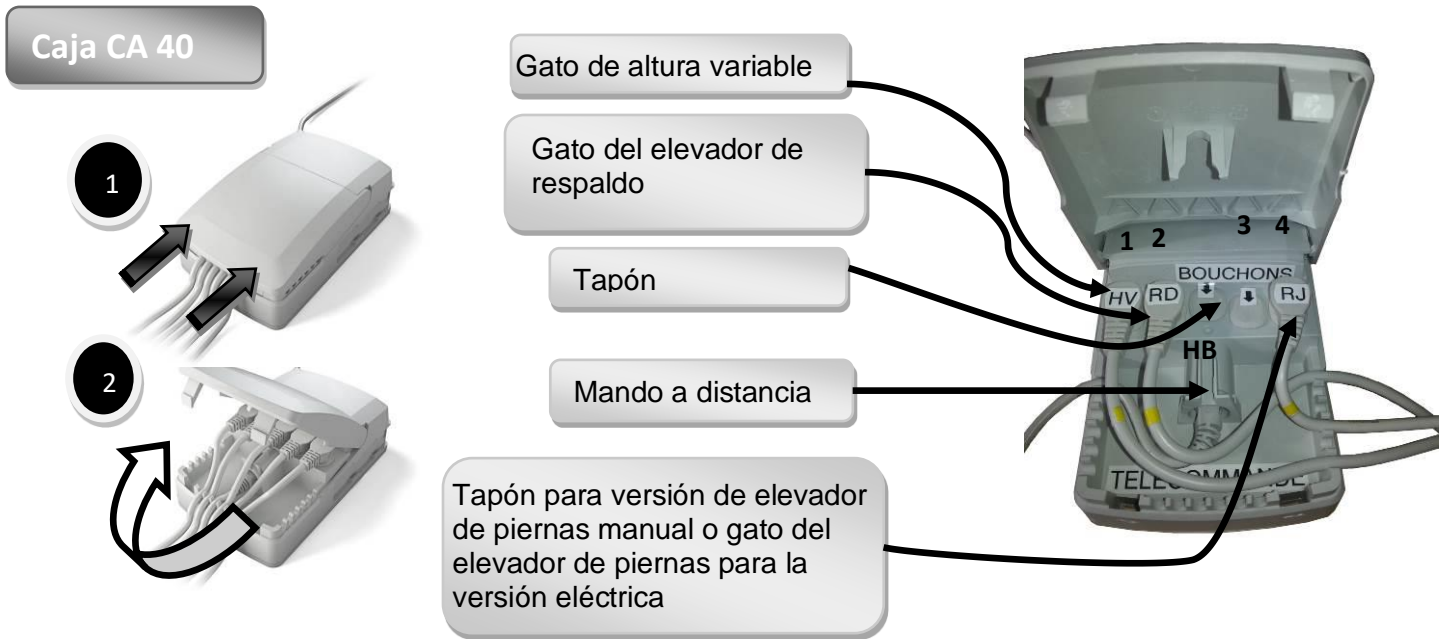 Caja CA 40
1
2
Gato de altura variable
Gato del elevador de
respaldo
Tapón
Mando a distancia
Tapón para versión de elevador
de piernas manual o gato del
elevador de piernas para la
versión eléctrica
1 2 3 4
BOUCHONS
HV RD RJ
HB
TELECOMMANDE